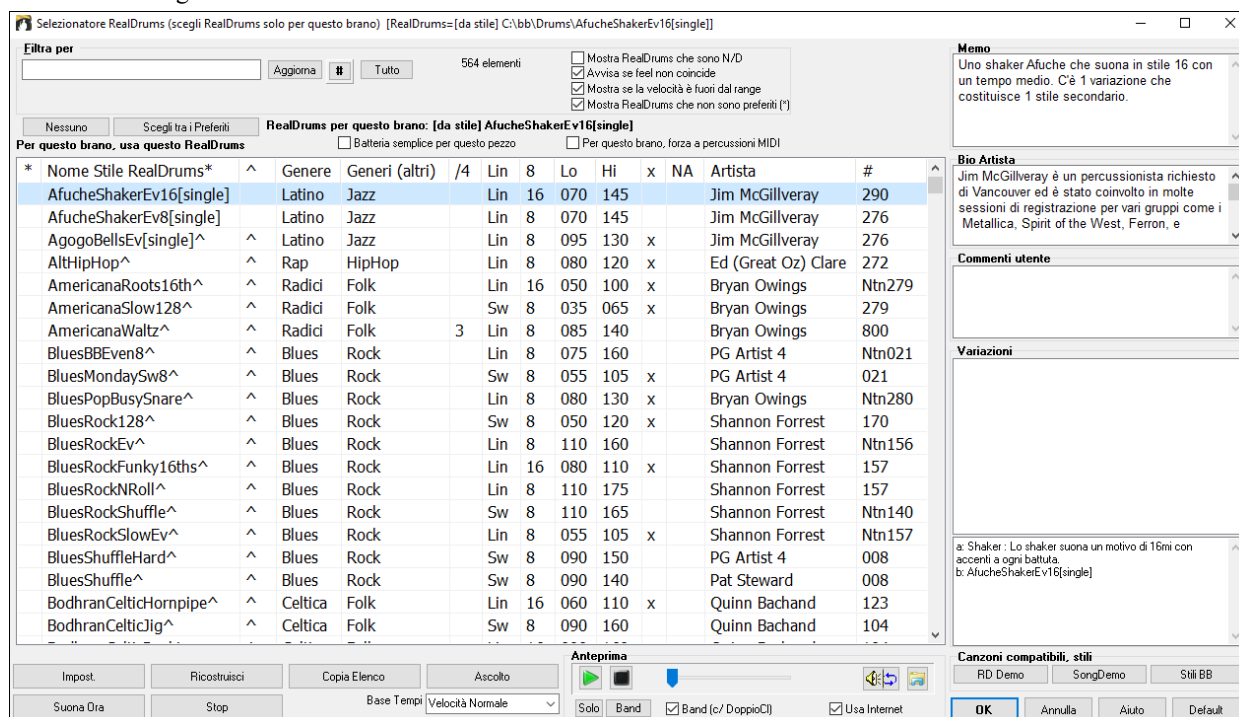 Selezionatore RealDrums (scegli RealDrums solo per questo brano) [RealDrums=[da stile] C:\bb\Drums\AfucheShakerEv16[single]]
Filtra per
Aggiorna # Tutto 564 elementi
Mostra RealDrums che sono N/D
Avvisa se feel non coincide
Mostra se la velocità è fuori dal range
Mostra RealDrums che non sono preferiti (*)
Nessuno Scegli tra i Preferiti RealDrums per questo brano: [da stile] AfucheShakerEv16[single]
Per questo brano, usa questo RealDrums Batteria semplice per questo pezzo Per questo brano, forza a percussioni MIDI
* Nome Stile RealDrums* ^ Genere Generi (altri) /4 Lin 8 Lo Hi x NA Artista #
AfucheShakerEv16[single] Latino Jazz Lin 16 070 145 Jim McGillveray 290
AfucheShakerEv8[single] Latino Jazz Lin 8 070 145 Jim McGillveray 276
AgogoBellsEv[single]^ ^ Latino Jazz Lin 8 095 130 x Jim McGillveray 276
AltHipHop^ ^ Rap HipHop Lin 8 080 120 x Ed (Great Oz) Clare 272
AmericanaRoots16th^ ^ Radici Folk Lin 16 050 100 x Bryan Owings Ntn279
AmericanaSlow128^ ^ Radici Folk Sw 8 035 065 x Bryan Owings 279
AmericanaWaltz^ ^ Radici Folk 3 Lin 8 085 140 Bryan Owings 800
BluesBBEven8^ ^ Blues Rock Lin 8 075 160 PG Artist 4 Ntn021
BluesMondaySw8^ ^ Blues Rock Sw 8 055 105 x PG Artist 4 021
BluesPopBusySnare^ ^ Blues Rock Lin 8 080 130 x Bryan Owings Ntn280
BluesRock128^ ^ Blues Rock Sw 8 050 120 x Shannon Forrest 170
BluesRockEv^ ^ Blues Rock Lin 8 110 160 Shannon Forrest Ntn156
BluesRockFunky16ths^ ^ Blues Rock Lin 16 080 110 x Shannon Forrest 157
BluesRockNRoll^ ^ Blues Rock Lin 8 110 175 Shannon Forrest 157
BluesRockShuffle^ ^ Blues Rock Sw 8 110 165 Shannon Forrest Ntn140
BluesRockSlowEv^ ^ Blues Rock Lin 8 055 105 x Shannon Forrest Ntn157
BluesShuffleHard^ ^ Blues Rock Sw 8 090 150 PG Artist 4 008
BluesShuffle^ ^ Blues Rock Sw 8 090 140 Pat Steward 008
BodhranCelticHornpipe^ ^ Celtica Folk Lin 16 060 110 x Quinn Bachand 123
BodhranCelticJig^ ^ Celtica Folk Sw 8 090 160 Quinn Bachand 104
Impost. Ricostruisci Copia Elenco Ascolto
Suona Ora Stop Base Tempi Velocità Normale
Anteprima
Solo Band Band (c/ DoppioCl) Usa Internet
Memo
Uno shaker Afuche che suona in stile 16 con
un tempo medio. C'è 1 variazione che
costituisce 1 stile secondario.
Bio Artista
Jim McGillveray è un percussionista richiesto
di Vancouver ed è stato coinvolto in molte
sessioni di registrazione per vari gruppi come i
Metallica, Spirit of the West, Ferron, e
Commenti utente
Variazioni
a: Shaker : Lo shaker suona un motivo di 16mi con
accenti a ogni battuta.
b: AfucheShakerEv16[single]
Canzoni compatibili, stili
RD Demo SongDemo Stili BB
OK Annulla Aiuto Default